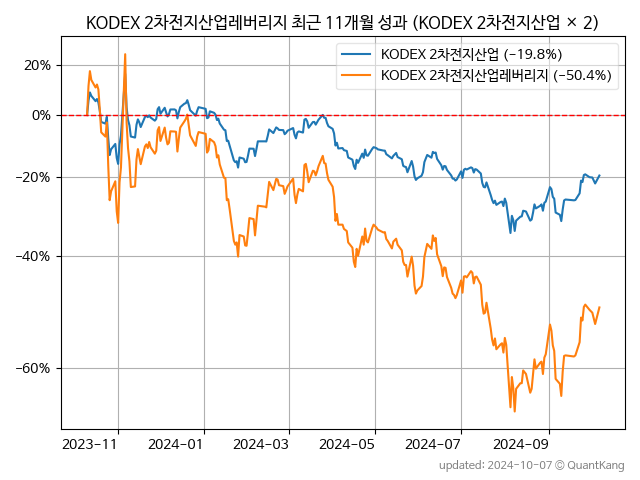 KODEX 2차전지산업레버리지 최근 11개월 성과 (KODEX 2차전지산업 × 2)
KODEX 2차전지산업 (−19.8%)
KODEX 2차전지산업레버리지 (−50.4%)
20%
0%
−20%
−40%
−60%
2023-11 2024-01 2024-03 2024-05 2024-07 2024-09
updated: 2024-10-07 © QuantKang